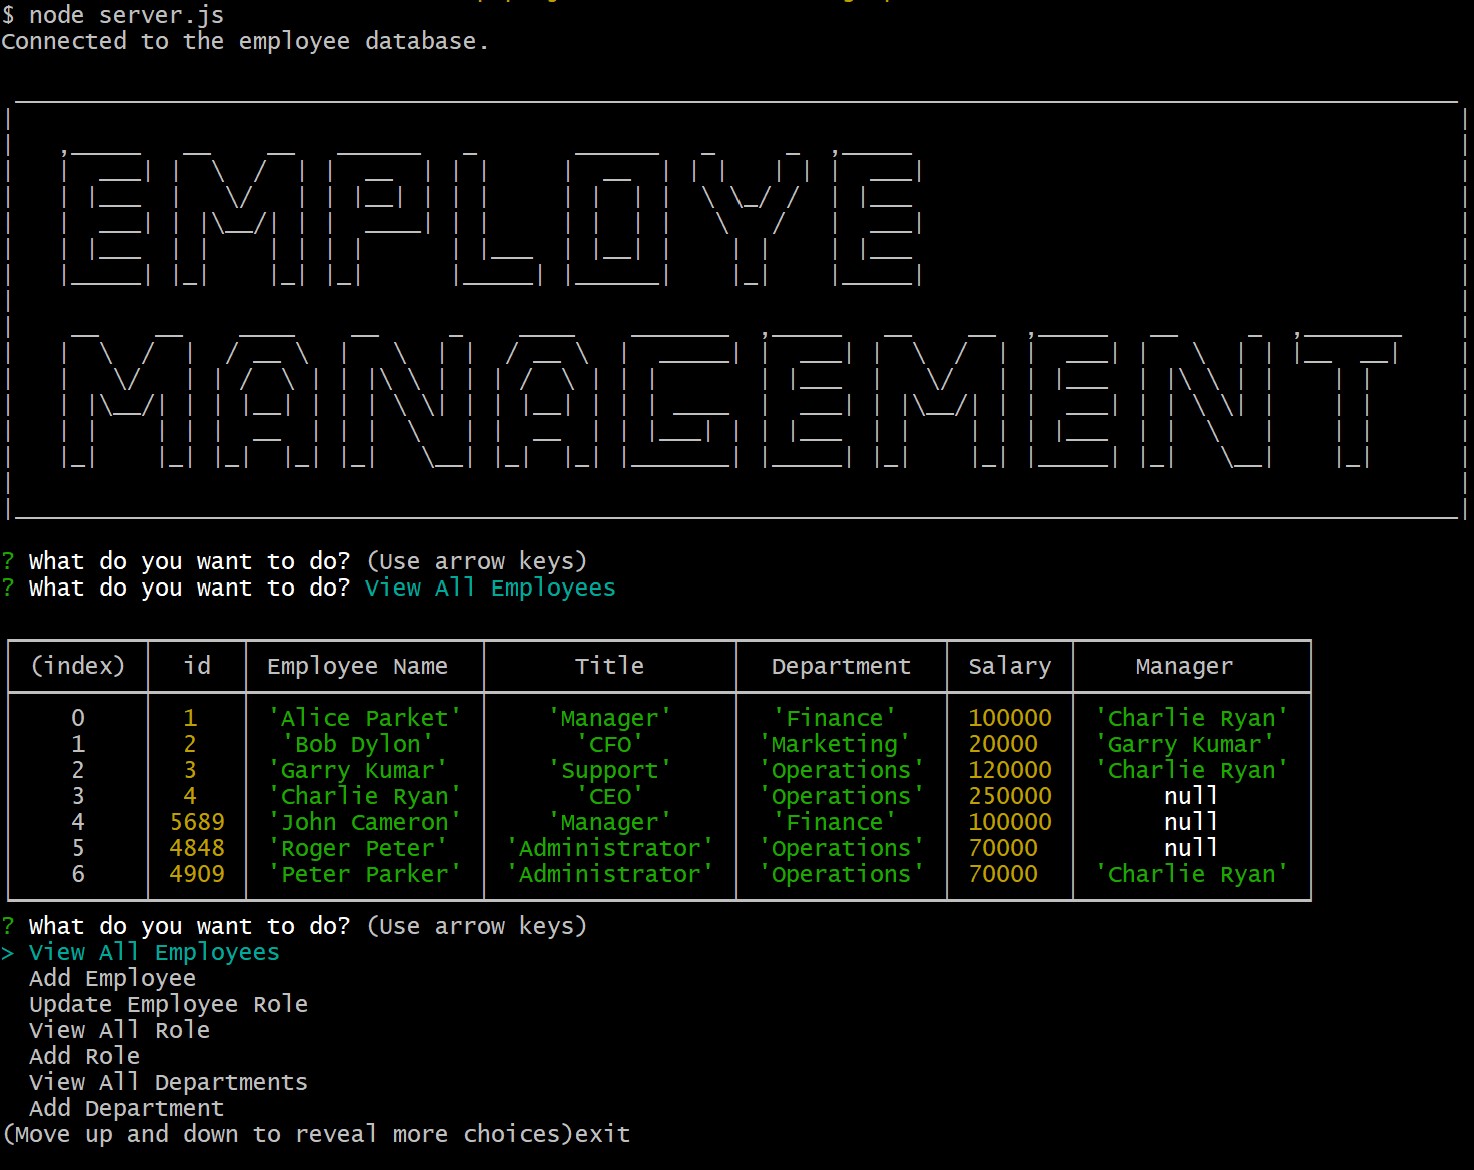 $ node server.js
Connected to the employee database.
EMPLOYE
MANAGEMENT
? What do you want to do? (Use arrow keys)
? What do you want to do? View All Employees
(index) id Employee Name Title Department Salary Manager
0 1 'Alice Parket' 'Manager' 'Finance' 100000 'Charlie Ryan'
1 2 'Bob Dylon' 'CFO' 'Marketing' 20000 'Garry Kumar'
2 3 'Garry Kumar' 'Support' 'Operations' 120000 'Charlie Ryan'
3 4 'Charlie Ryan' 'CEO' 'Operations' 250000 null
4 5689 'John Cameron' 'Manager' 'Finance' 100000 null
5 4848 'Roger Peter' 'Administrator' 'Operations' 70000 null
6 4909 'Peter Parker' 'Administrator' 'Operations' 70000 'Charlie Ryan'
? What do you want to do? (Use arrow keys)
> View All Employees
Add Employee
Update Employee Role
View All Role
Add Role
View All Departments
Add Department
(Move up and down to reveal more choices)exit